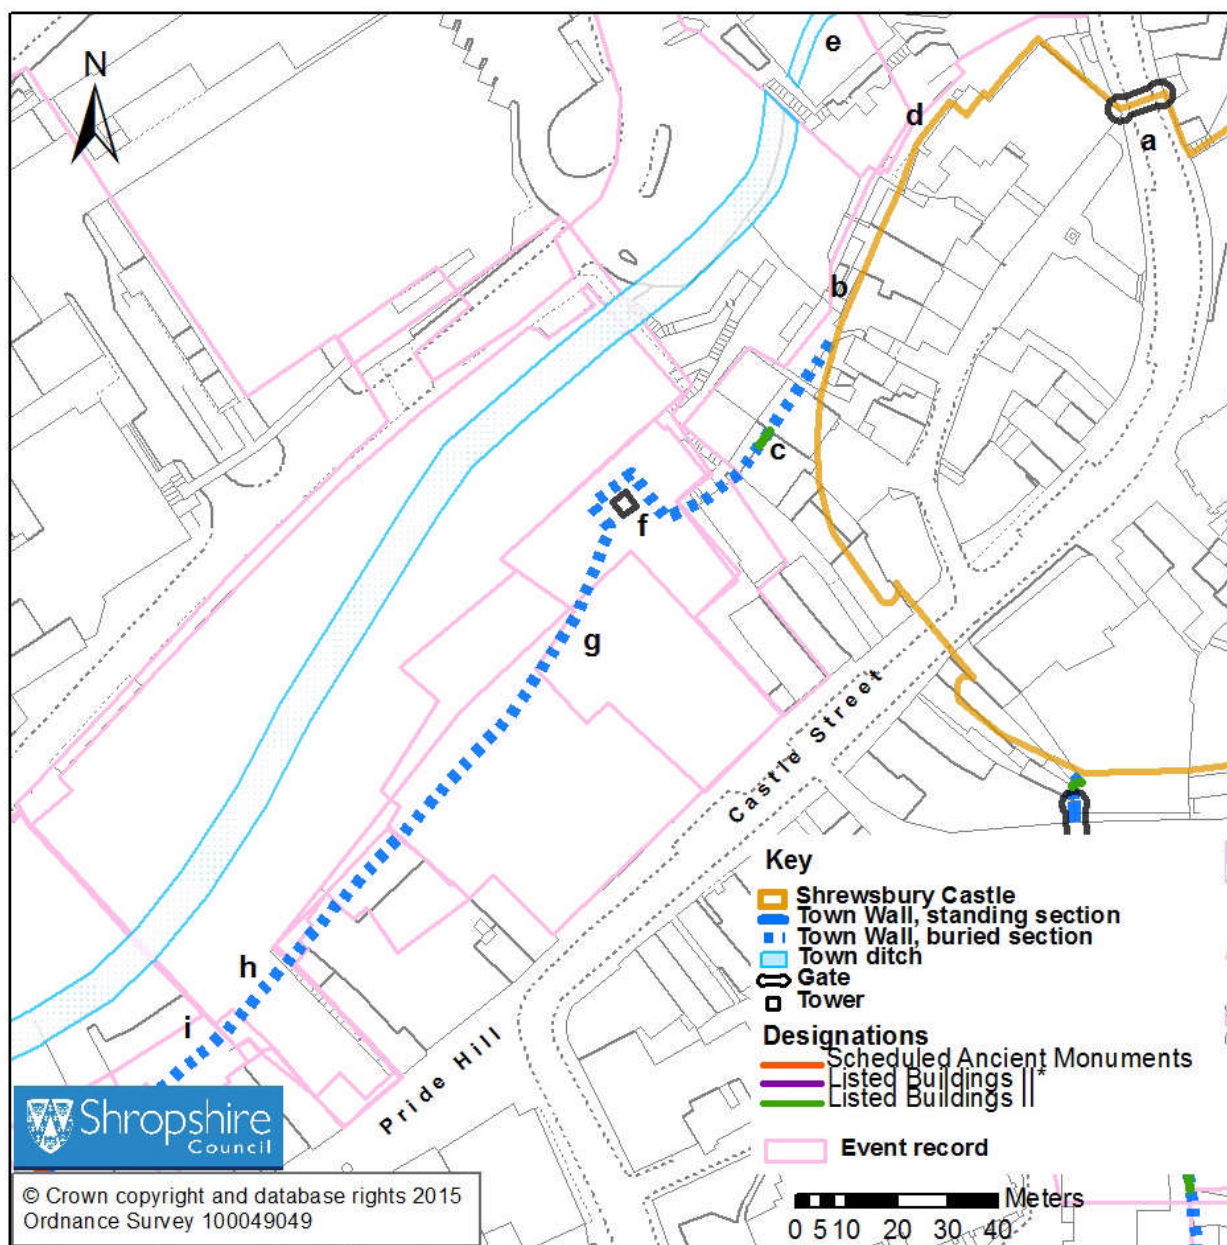 N
e
d
a
b
c
f
g
Castle Street
h
i
Pride Hill
Key
Shrewsbury Castle
Town Wall, standing section
Town Wall, buried section
Town ditch
Gate
Tower
Designations
Scheduled Ancient Monuments
Listed Buildings II*
Listed Buildings II
Event record
Meters
0 5 10 20 30 40
Shropshire
Council
© Crown copyright and database rights 2015
Ordnance Survey 100049049